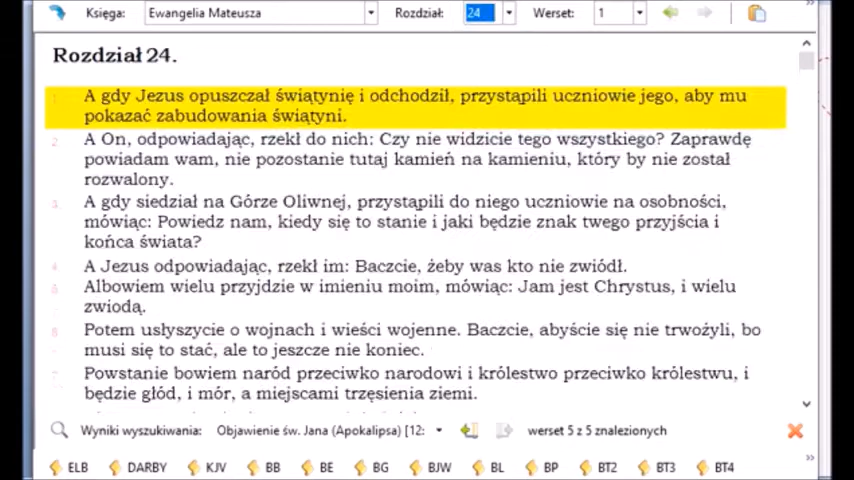 Księga: Ewangelia Mateusza Rozdział: 24 Werset: 1
Rozdział 24.
1 A gdy Jezus opuszczał świątynię i odchodził, przystąpili uczniowie jego, aby mu
pokazać zabudowania świątyni.
2 A On, odpowiadając, rzekł do nich: Czy nie widzicie tego wszystkiego? Zaprawdę
powiadam wam, nie pozostanie tutaj kamień na kamieniu, który by nie został
rozwalony.
3 A gdy siedział na Górze Oliwnej, przystąpili do niego uczniowie na osobności,
mówiąc: Powiedz nam, kiedy się to stanie i jaki będzie znak twego przyjścia i
końca świata?
4 A Jezus odpowiadając, rzekł im: Baczcie, żeby was kto nie zwiódł.
5 Albowiem wielu przyjdzie w imieniu moim, mówiąc: Jam jest Chrystus, i wielu
zwiodą.
6 Potem usłyszycie o wojnach i wieści wojenne. Baczcie, abyście się nie trwożyli, bo
musi się to stać, ale to jeszcze nie koniec.
7 Powstanie bowiem naród przeciwko narodowi i królestwo przeciwko królestwu, i
będzie głód, i mór, a miejscami trzęsienia ziemi.
Wyniki wyszukiwania: Objawienie św. Jana (Apokalipsa) [12: werset 5 z 5 znalezionych
ELB DARBY KJV BB BE BG BJW BL BP BT2 BT3 BT4